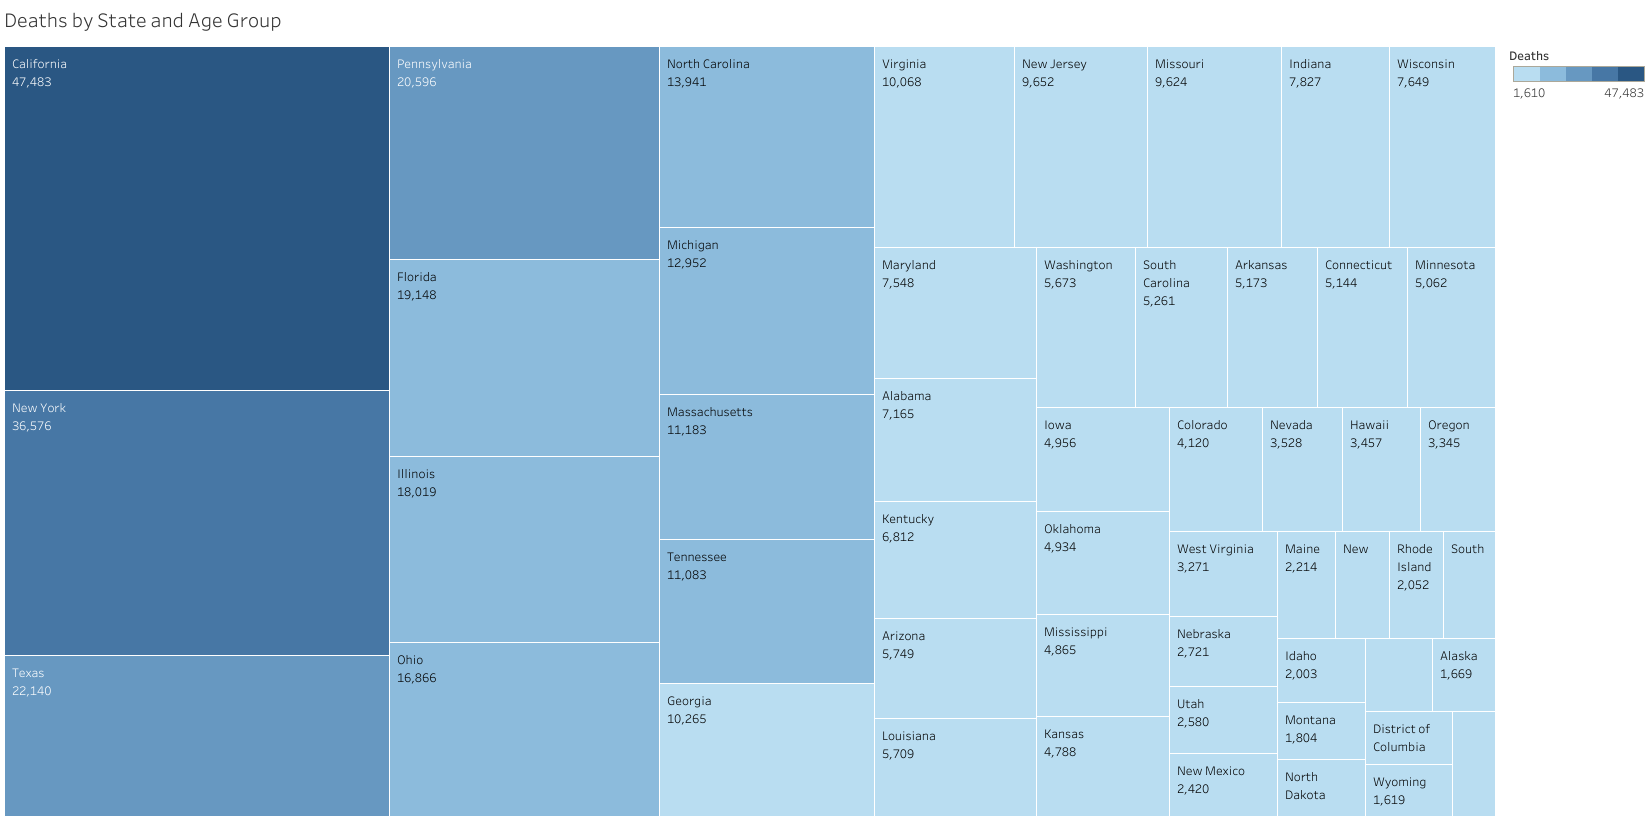 Deaths by State and Age Group
California
47,483
New York
36,576
Texas
22,140
Pennsylvania
20,596
Florida
19,148
Illinois
18,019
Ohio
16,866
North Carolina
13,941
Michigan
12,952
Massachusetts
11,183
Tennessee
11,083
Georgia
10,265
Virginia
10,068
New Jersey
9,652
Missouri
9,624
Indiana
7,827
Wisconsin
7,649
Maryland
7,548
Alabama
7,165
Kentucky
6,812
Arizona
5,749
Louisiana
5,709
Washington
5,673
South
Carolina
5,261
Arkansas
5,173
Connecticut
5,144
Minnesota
5,062
Iowa
4,956
Oklahoma
4,934
Mississippi
4,865
Kansas
4,788
Colorado
4,120
Nevada
3,528
Hawaii
3,457
Oregon
3,345
West Virginia
3,271
Nebraska
2,721
Utah
2,580
New Mexico
2,420
Maine
2,214
New
Rhode
Island
2,052
South
Idaho
2,003
Montana
1,804
North
Dakota
Alaska
1,669
District of
Columbia
Wyoming
1,619
Deaths
1,610
47,483